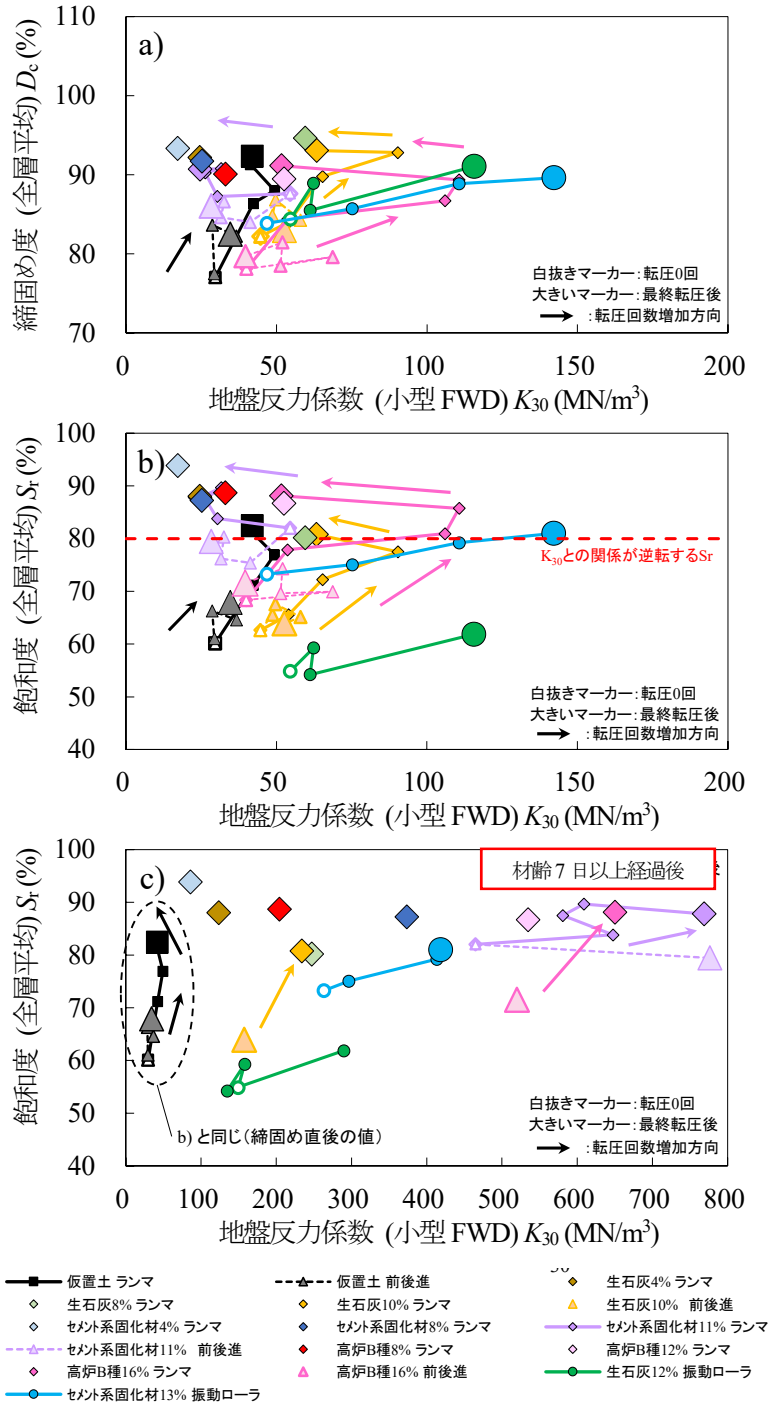 110
a)
100
90
80
70
締固め度 (全層平均) Dc (%)
白抜きマーカー：転圧0回
大きいマーカー：最終転圧後
：転圧回数増加方向
0 50 100 150 200
地盤反力係数 (小型 FWD) K30 (MN/m³)
100
b)
90
80
70
60
50
40
飽和度 (全層平均) Sr (%)
K30との関係が逆転するSr
白抜きマーカー：転圧0回
大きいマーカー：最終転圧後
：転圧回数増加方向
0 50 100 150 200
地盤反力係数 (小型 FWD) K30 (MN/m³)
100
c)
90
80
70
60
50
40
飽和度 (全層平均) Sr (%)
材齢 7 日以上経過後
b) と同じ（締固め直後の値）
白抜きマーカー：転圧0回
大きいマーカー：最終転圧後
：転圧回数増加方向
0 100 200 300 400 500 600 700 800
地盤反力係数 (小型 FWD) K30 (MN/m³)
仮置土 ランマ 仮置土 前後進 生石灰4% ランマ
生石灰8% ランマ 生石灰10% ランマ 生石灰10% 前後進
セメント系固化材4% ランマ セメント系固化材8% ランマ セメント系固化材11% ランマ
セメント系固化材11% 前後進 高炉B種8% ランマ 高炉B種12% ランマ
高炉B種16% ランマ 高炉B種16% 前後進 生石灰12% 振動ローラ
セメント系固化材13% 振動ローラ